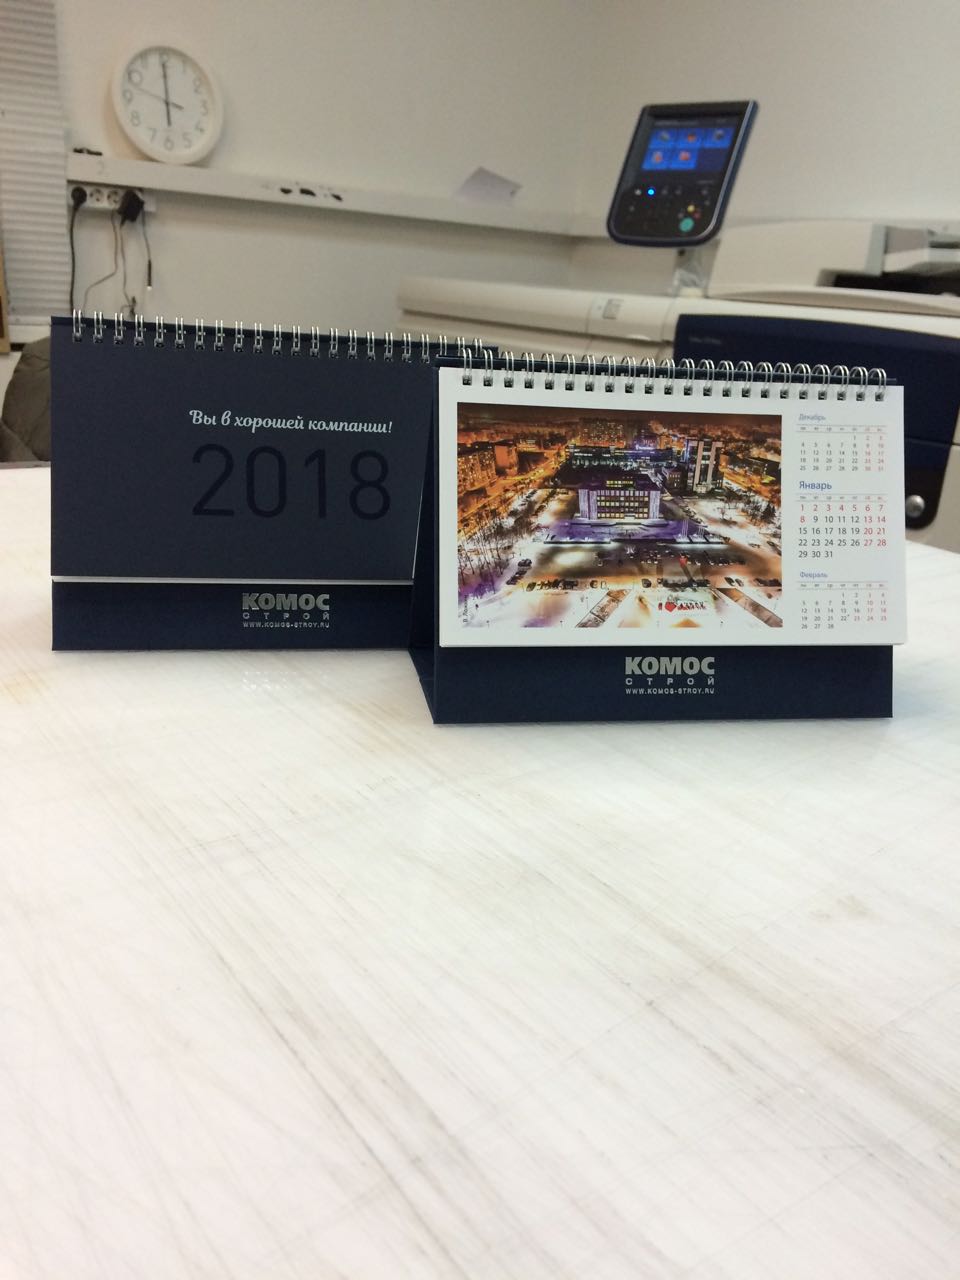 Вы в хорошей компании!
2018
КОМОС
СТРОЙ
WWW.KOMOS-STROY.RU
Декабрь
пн вт ср чт пт сб вс
1 2 3
4 5 6 7 8 9 10
11 12 13 14 15 16 17
18 19 20 21 22 23 24
25 26 27 28 29 30 31
Январь
пн вт ср чт пт сб вс
1 2 3 4 5 6 7
8 9 10 11 12 13 14
15 16 17 18 19 20 21
22 23 24 25 26 27 28
29 30 31
Февраль
пн вт ср чт пт сб вс
1 2 3 4
5 6 7 8 9 10 11
12 13 14 15 16 17 18
19 20 21 22* 23 24 25
26 27 28
КОМОС
СТРОЙ
WWW.KOMOS-STROY.RU